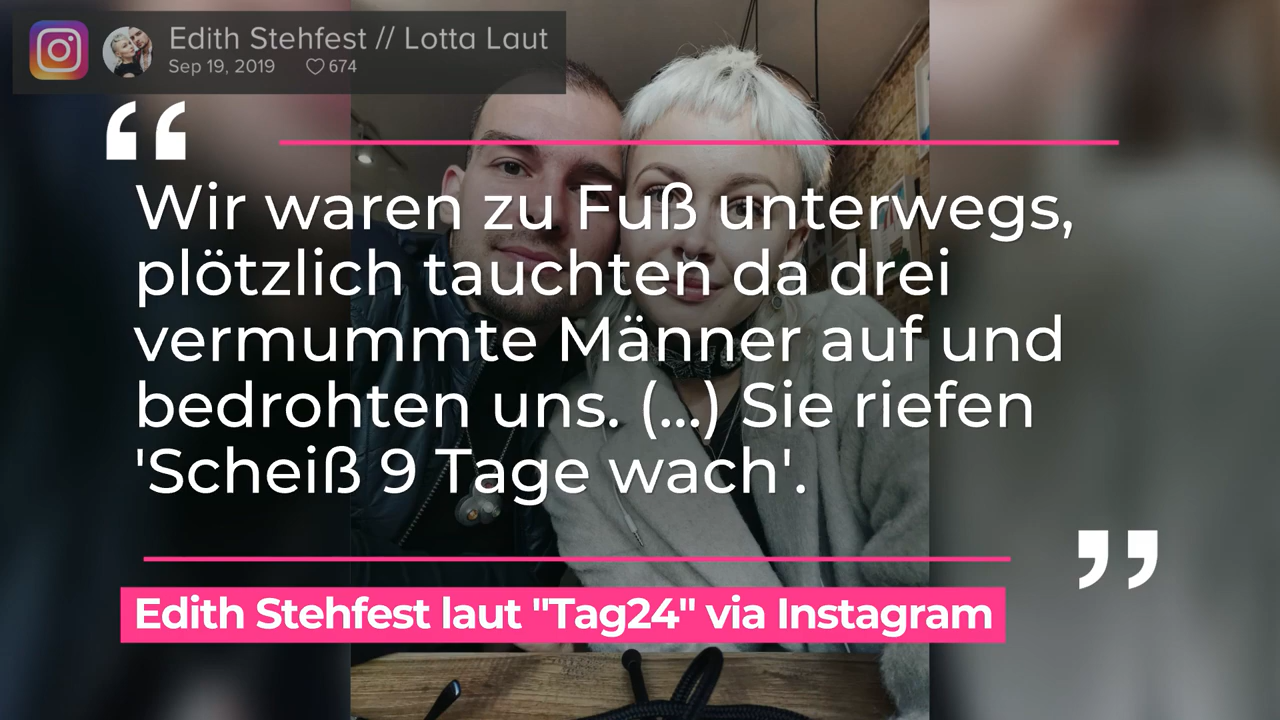 Edith Stehfest // Lotta Laut
Sep 19, 2019 674
“
Wir waren zu Fuß unterwegs,
plötzlich tauchten da drei
vermummte Männer auf und
bedrohten uns. (...) Sie riefen
'Scheiß 9 Tage wach'.
”
Edith Stehfest laut "Tag24" via Instagram